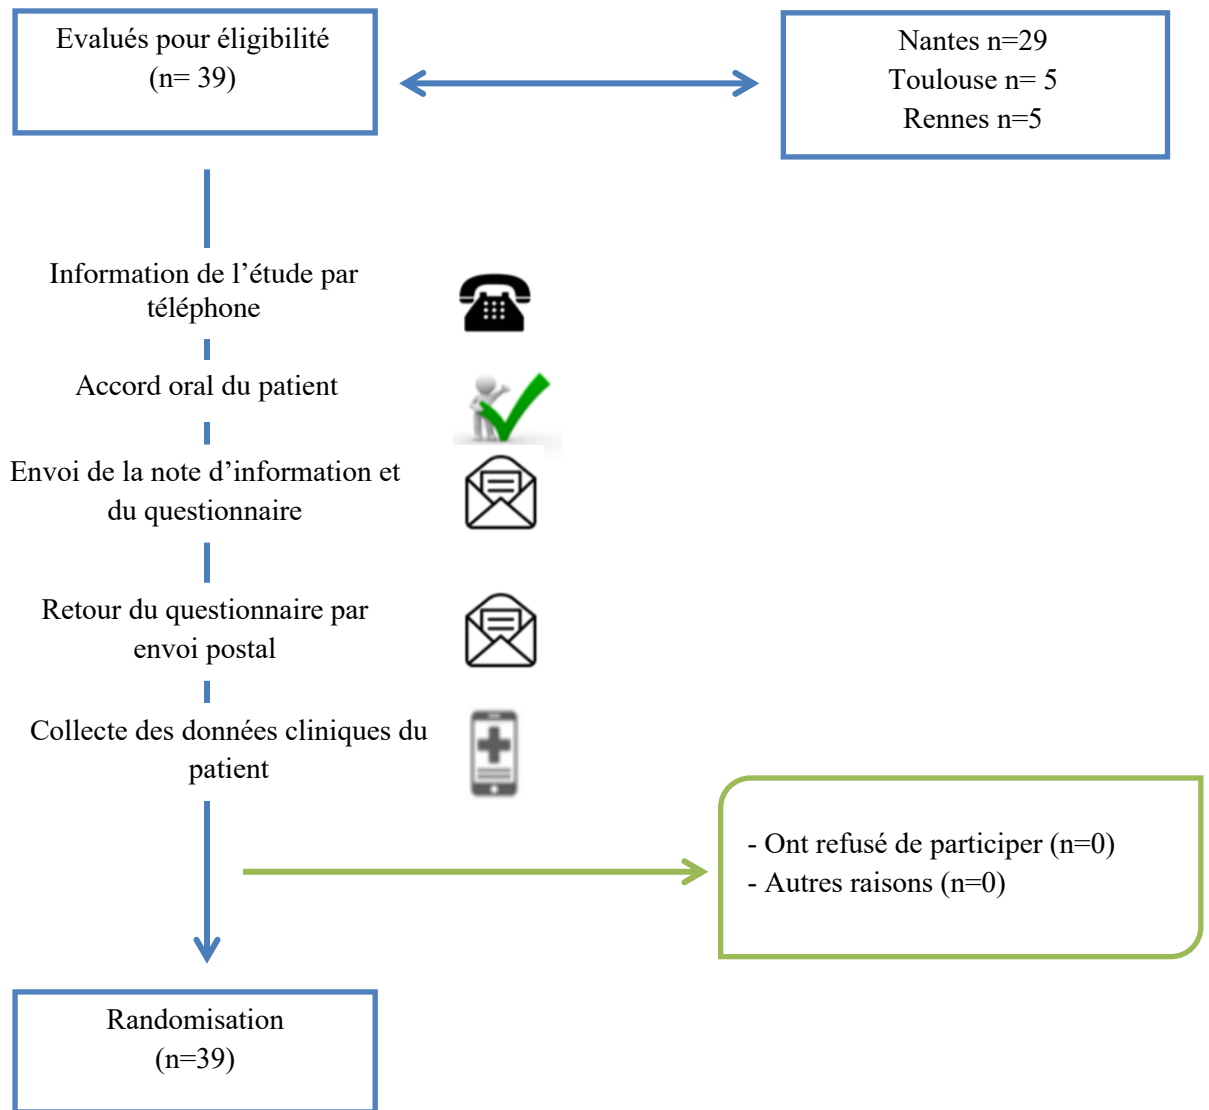 Evalués pour éligibilité
(n= 39)
Nantes n=29
Toulouse n= 5
Rennes n=5
Information de l’étude par
téléphone
Accord oral du patient
Envoi de la note d’information et
du questionnaire
Retour du questionnaire par
envoi postal
Collecte des données cliniques du
patient
- Ont refusé de participer (n=0)
- Autres raisons (n=0)
Randomisation
(n=39)